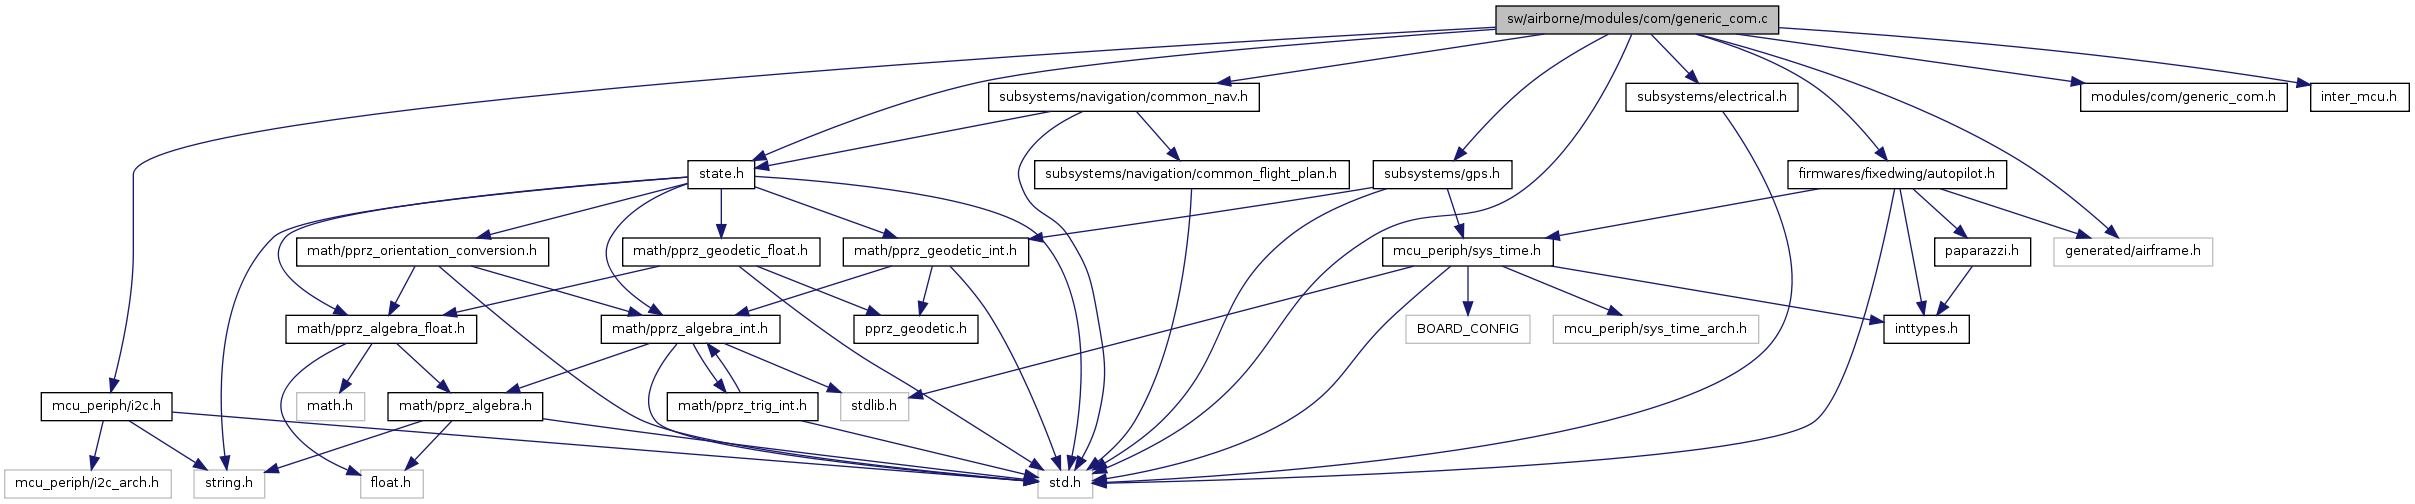 sw/airborne/modules/com/generic_com.c
subsystems/navigation/common_nav.h
subsystems/electrical.h
modules/com/generic_com.h
inter_mcu.h
state.h
subsystems/navigation/common_flight_plan.h
subsystems/gps.h
firmwares/fixedwing/autopilot.h
math/pprz_orientation_conversion.h
math/pprz_geodetic_float.h
math/pprz_geodetic_int.h
mcu_periph/sys_time.h
paparazzi.h
generated/airframe.h
math/pprz_algebra_float.h
math/pprz_algebra_int.h
pprz_geodetic.h
BOARD_CONFIG
mcu_periph/sys_time_arch.h
inttypes.h
mcu_periph/i2c.h
math.h
math/pprz_algebra.h
math/pprz_trig_int.h
stdlib.h
mcu_periph/i2c_arch.h
string.h
float.h
std.h